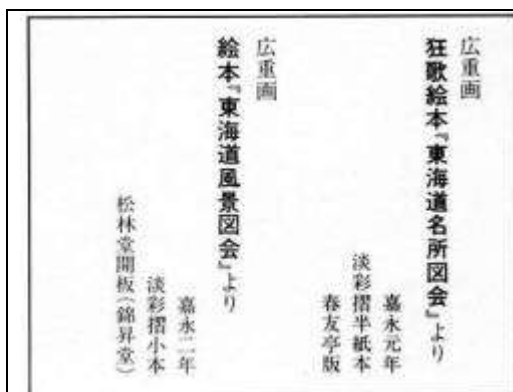 広重画
狂歌絵本『東海道名所図会』より
嘉永元年
淡彩摺半紙本
春友亭版
広重画
絵本『東海道風景図会』より
嘉永二年
淡彩摺小本
松林堂開板（錦昇堂）